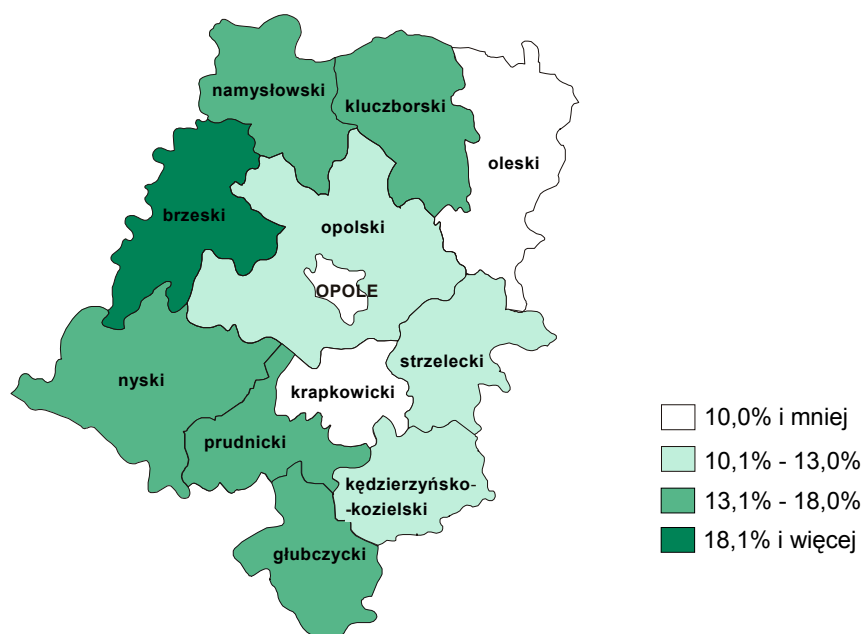 namysłowski
kluczborski
oleski
brzeski
opolski
OPOLE
strzelecki
nyski
krapkowicki
prudnicki
kędzierzyńsko-
-kozielski
głubczycki
10,0% i mniej
10,1% - 13,0%
13,1% - 18,0%
18,1% i więcej